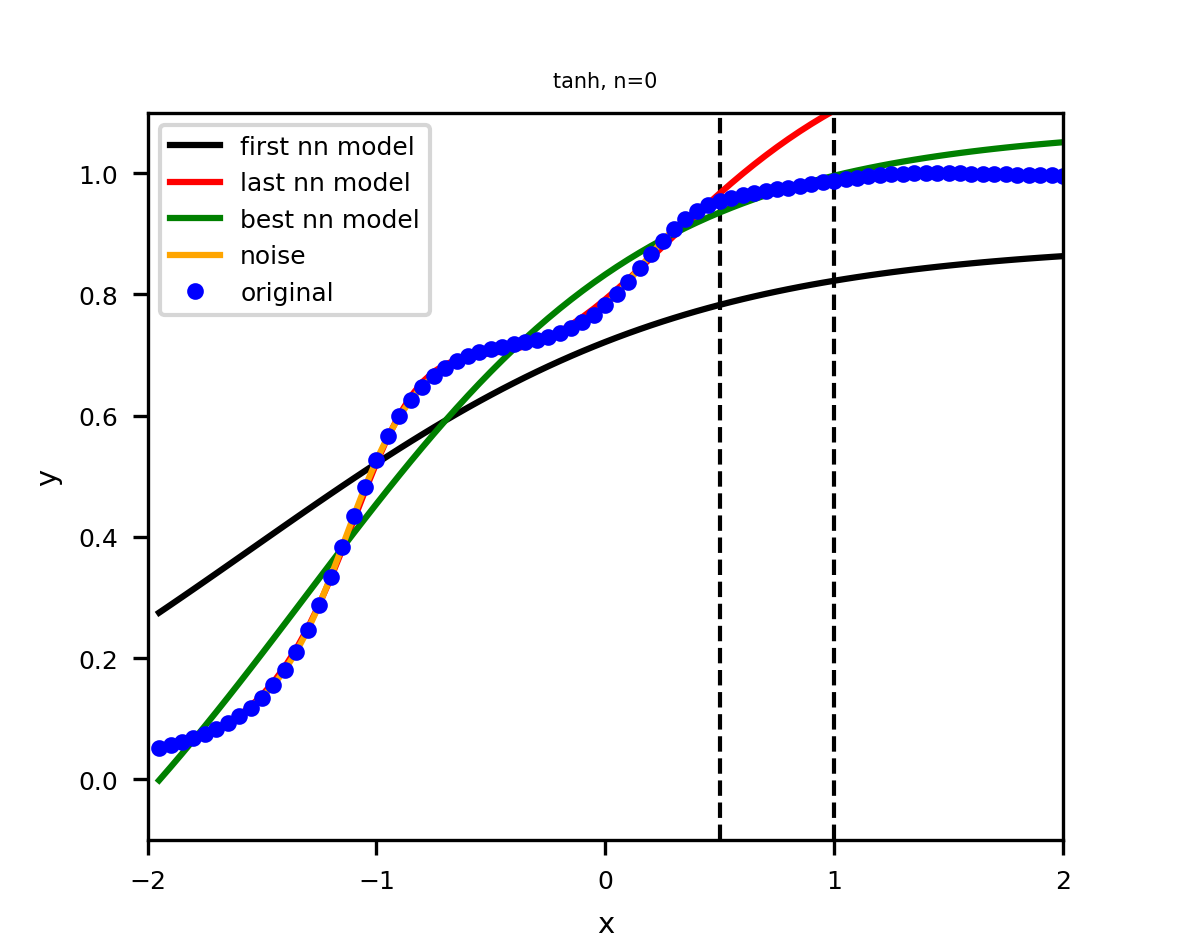 tanh, n=0
first nn model
last nn model
best nn model
noise
original
1.0
0.8
0.6
0.4
0.2
0.0
y
−2
−1
0
1
2
x